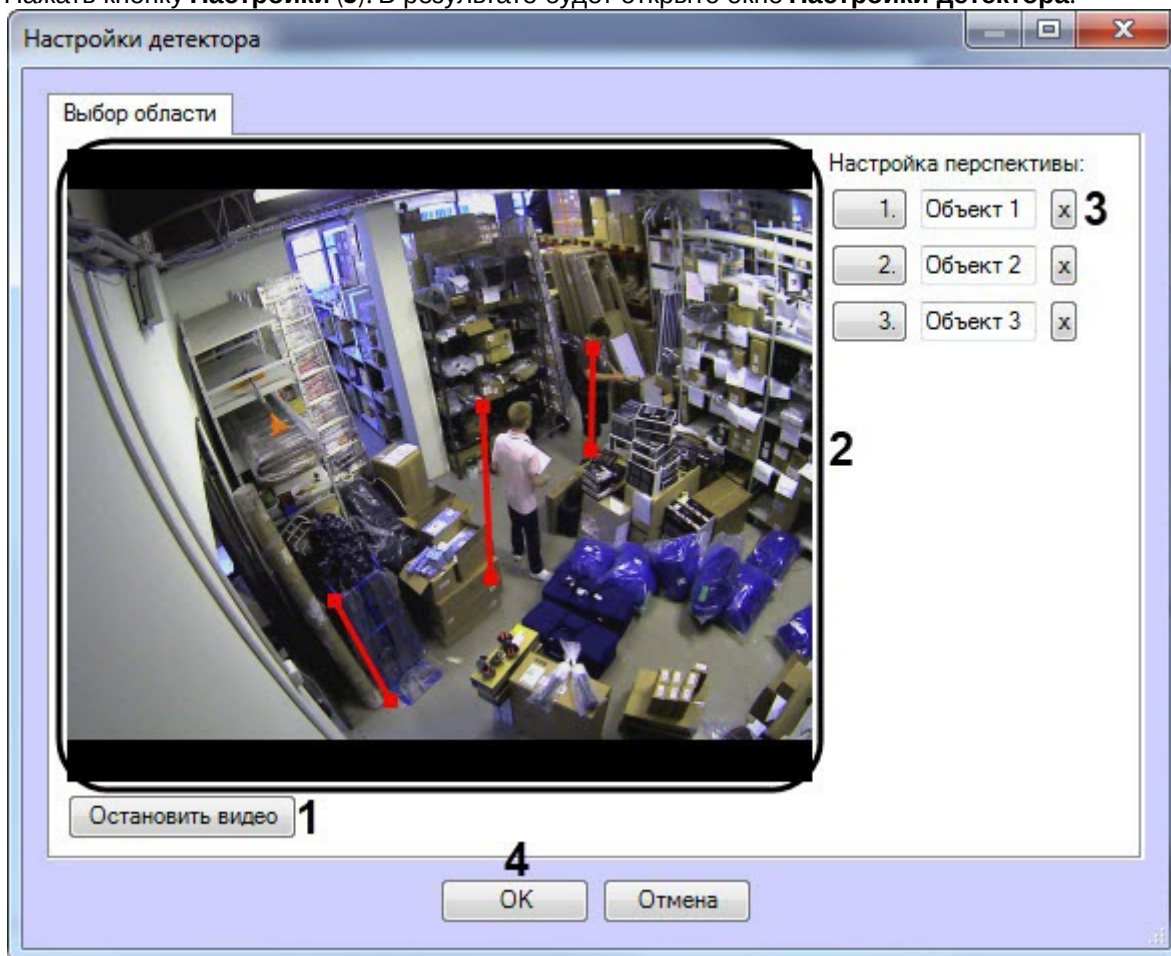 Нажать кнопку Настройки (3). В результате будет открыто окно Настройки детектора.
Настройки детектора
Выбор области
Настройка перспективы:
1. Объект 1 x 3
2. Объект 2 x
3. Объект 3 x
2
Остановить видео 1
4
OK Отмена